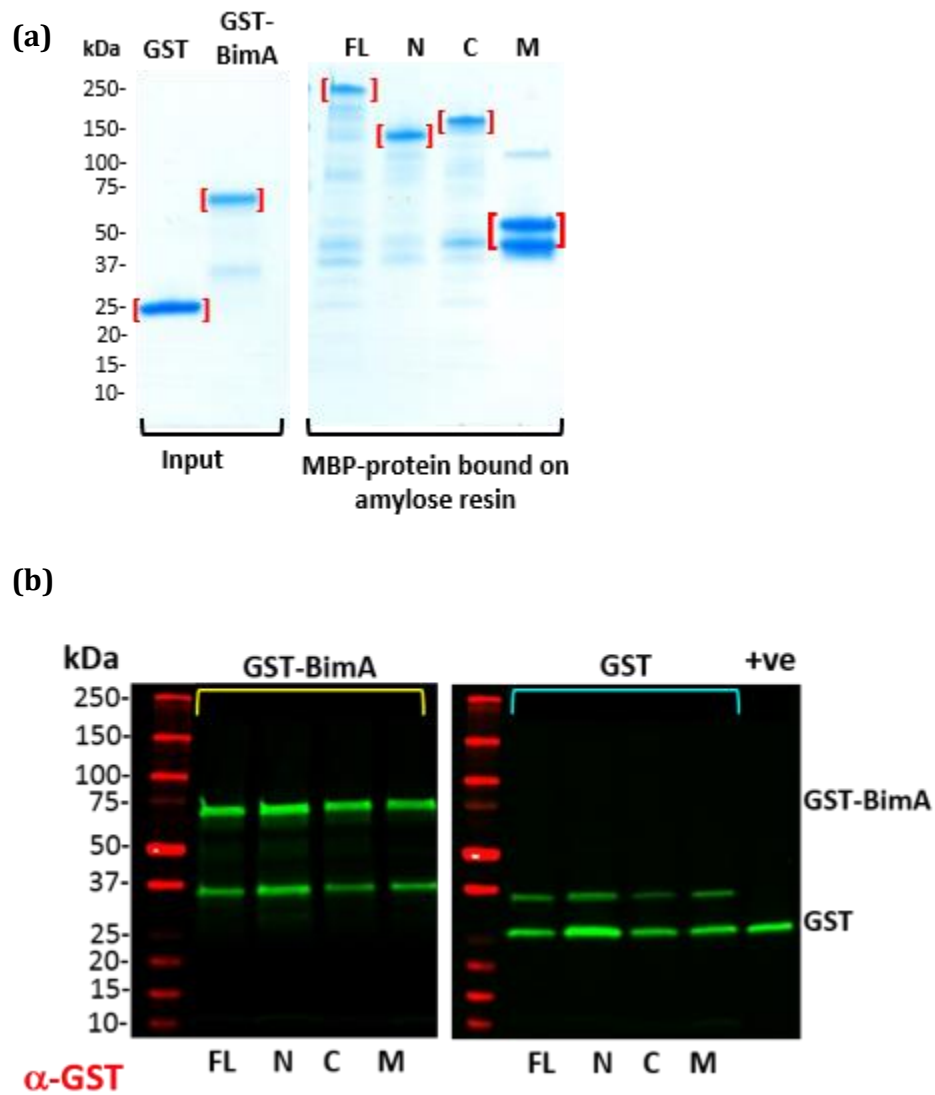 (a)
kDa GST GST-
BimA
FL N C M
250-
150-
100-
75-
50-
37-
25-
20-
15-
10-
Input
MBP-protein bound on
amylose resin
(b)
kDa
GST-BimA
GST
+ve
250-
150-
100-
75-
50-
37-
25-
20-
15-
10-
GST-BimA
GST
FL N C M
FL N C M
α-GST